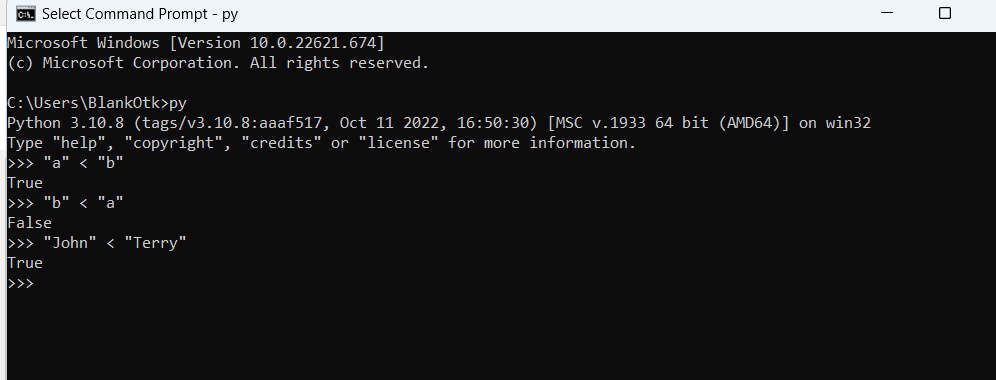 Select Command Prompt - py
Microsoft Windows [Version 10.0.22621.674]
(c) Microsoft Corporation. All rights reserved.
C:\Users\BlankOtk>py
Python 3.10.8 (tags/v3.10.8:aaaf517, Oct 11 2022, 16:50:30) [MSC v.1933 64 bit (AMD64)] on win32
Type "help", "copyright", "credits" or "license" for more information.
>>> "a" < "b"
True
>>> "b" < "a"
False
>>> "John" < "Terry"
True
>>>